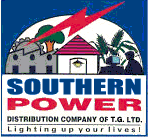 SOUTHERN
POWER
DISTRIBUTION COMPANY OF T.G. LTD.
Lighting up your lives!